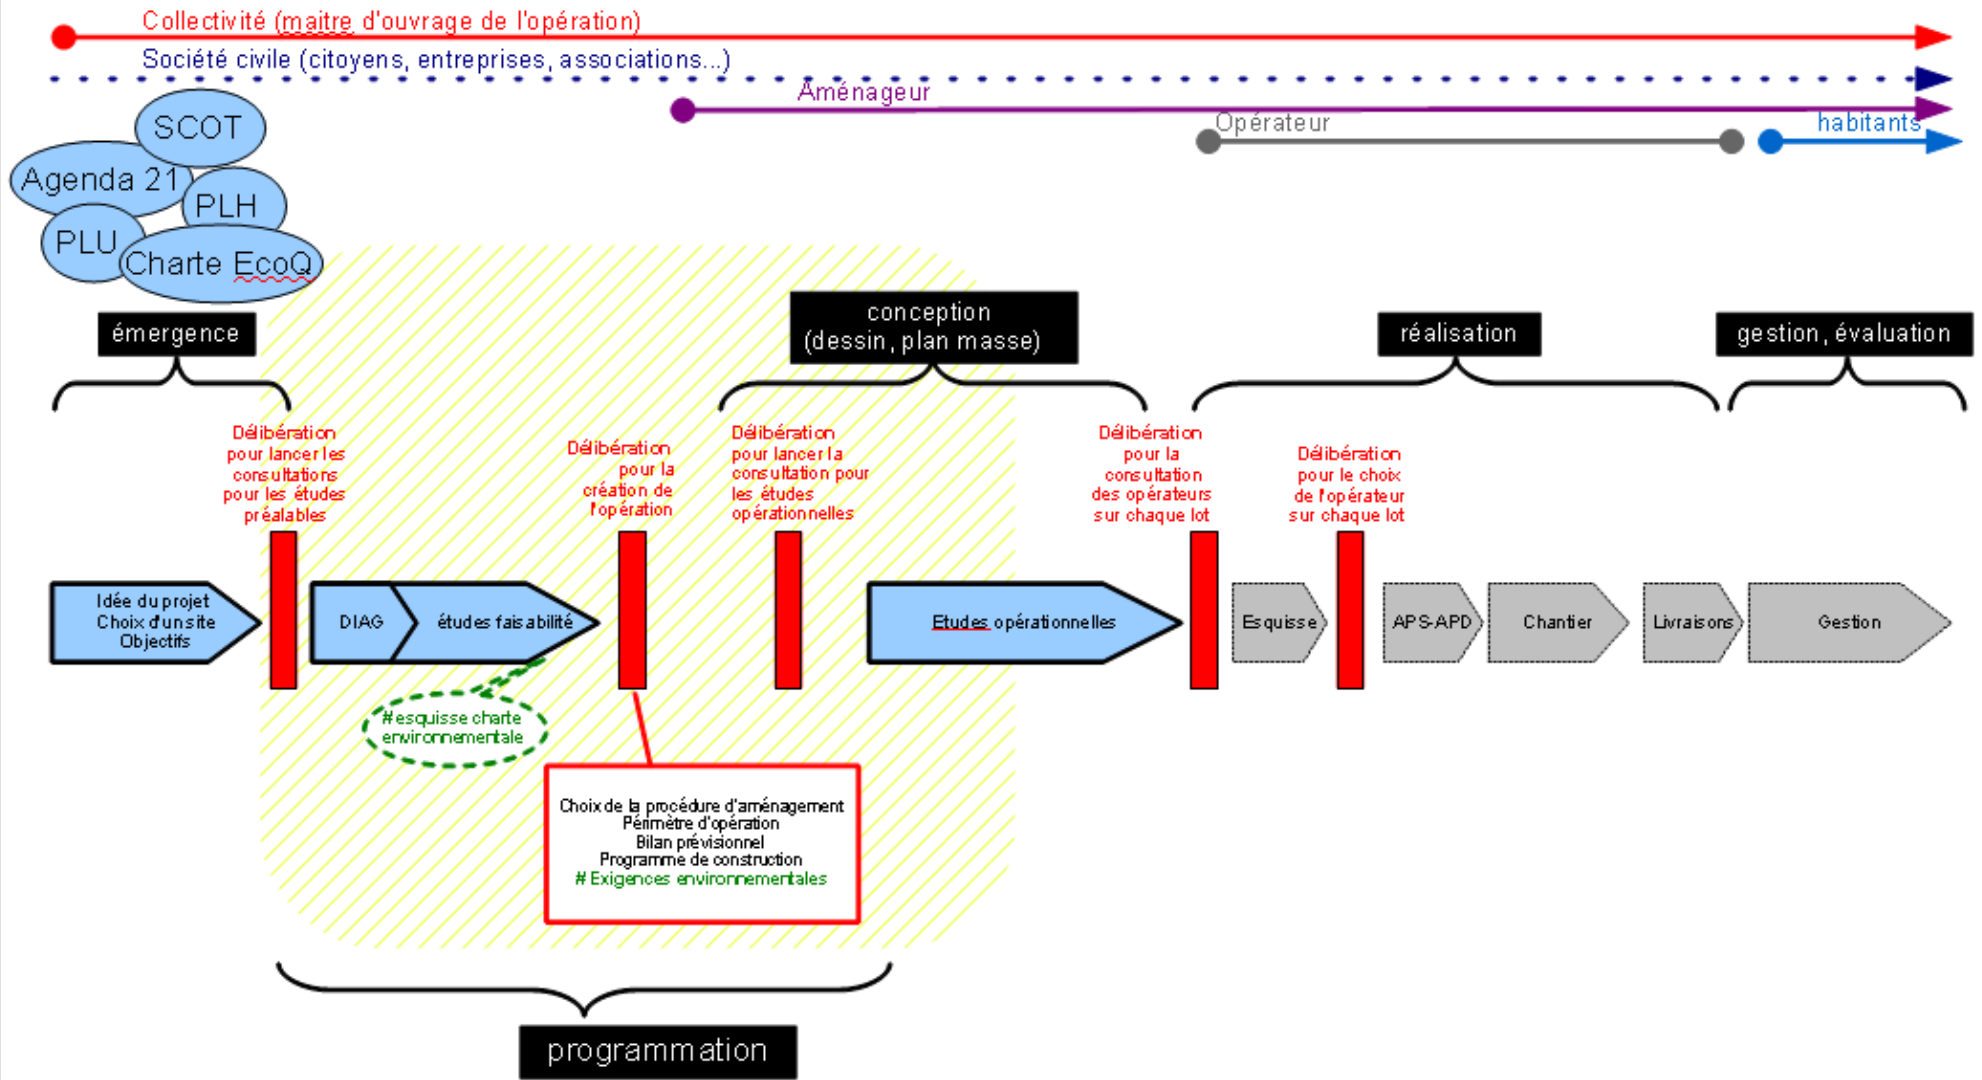 Collectivité (maitre d'ouvrage de l'opération)
Société civile (citoyens, entreprises, associations...)
Aménageur
Opérateur
habitants
SCOT
Agenda 21
PLH
PLU
Charte EcoQ
émergence
conception
(dessin, plan masse)
réalisation
gestion, évaluation
Délibération
pour lancer les
consultations
pour les études
préalables
Délibération
pour la
création de
l'opération
Délibération
pour lancer la
consultation pour
les études
opérationnelles
Délibération
pour la
consultation
des opérateurs
sur chaque lot
Délibération
pour le choix
de l'opérateur
sur chaque lot
Idée du projet
Choix d'un site
Objectifs
DIAG
études faisabilité
Etudes opérationnelles
Esquisse
APS-APD
Chantier
Livraisons
Gestion
# esquisse charte
environnementale
Choix de la procédure d'aménagement
Périmètre d'opération
Bilan prévisionnel
Programme de construction
# Exigences environnementales
programmation